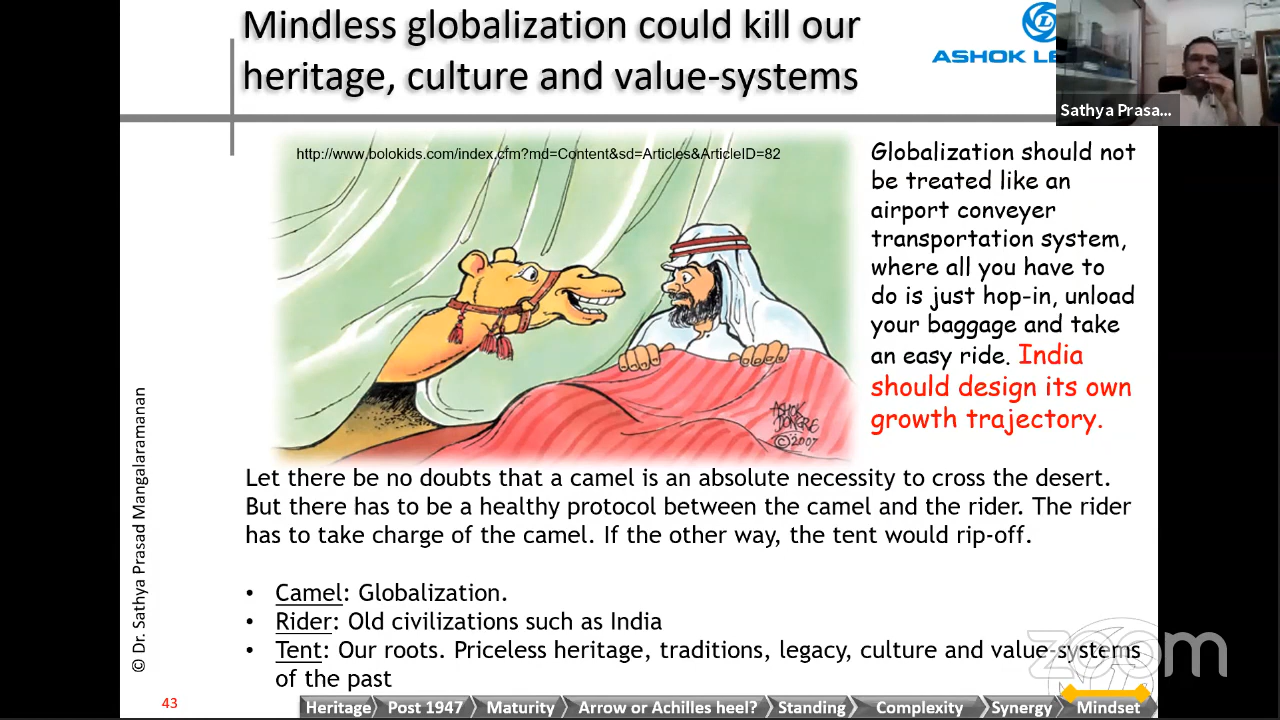 Mindless globalization could kill our
heritage, culture and value-systems
ASHOK LE
Sathya Prasa...
http://www.bolokids.com/index.cfm?md=Content&sd=Articles&ArticleID=82
Globalization should not
be treated like an
airport conveyer
transportation system,
where all you have to
do is just hop-in, unload
your baggage and take
an easy ride. India
should design its own
growth trajectory.
ASHOK
DONGRE
©2007
Let there be no doubts that a camel is an absolute necessity to cross the desert.
But there has to be a healthy protocol between the camel and the rider. The rider
has to take charge of the camel. If the other way, the tent would rip-off.
• Camel: Globalization.
• Rider: Old civilizations such as India
• Tent: Our roots. Priceless heritage, traditions, legacy, culture and value-systems
of the past
© Dr. Sathya Prasad Mangalaramanan
zoom
43
Heritage Post 1947 Maturity Arrow or Achilles heel? Standing Complexity Synergy Mindset